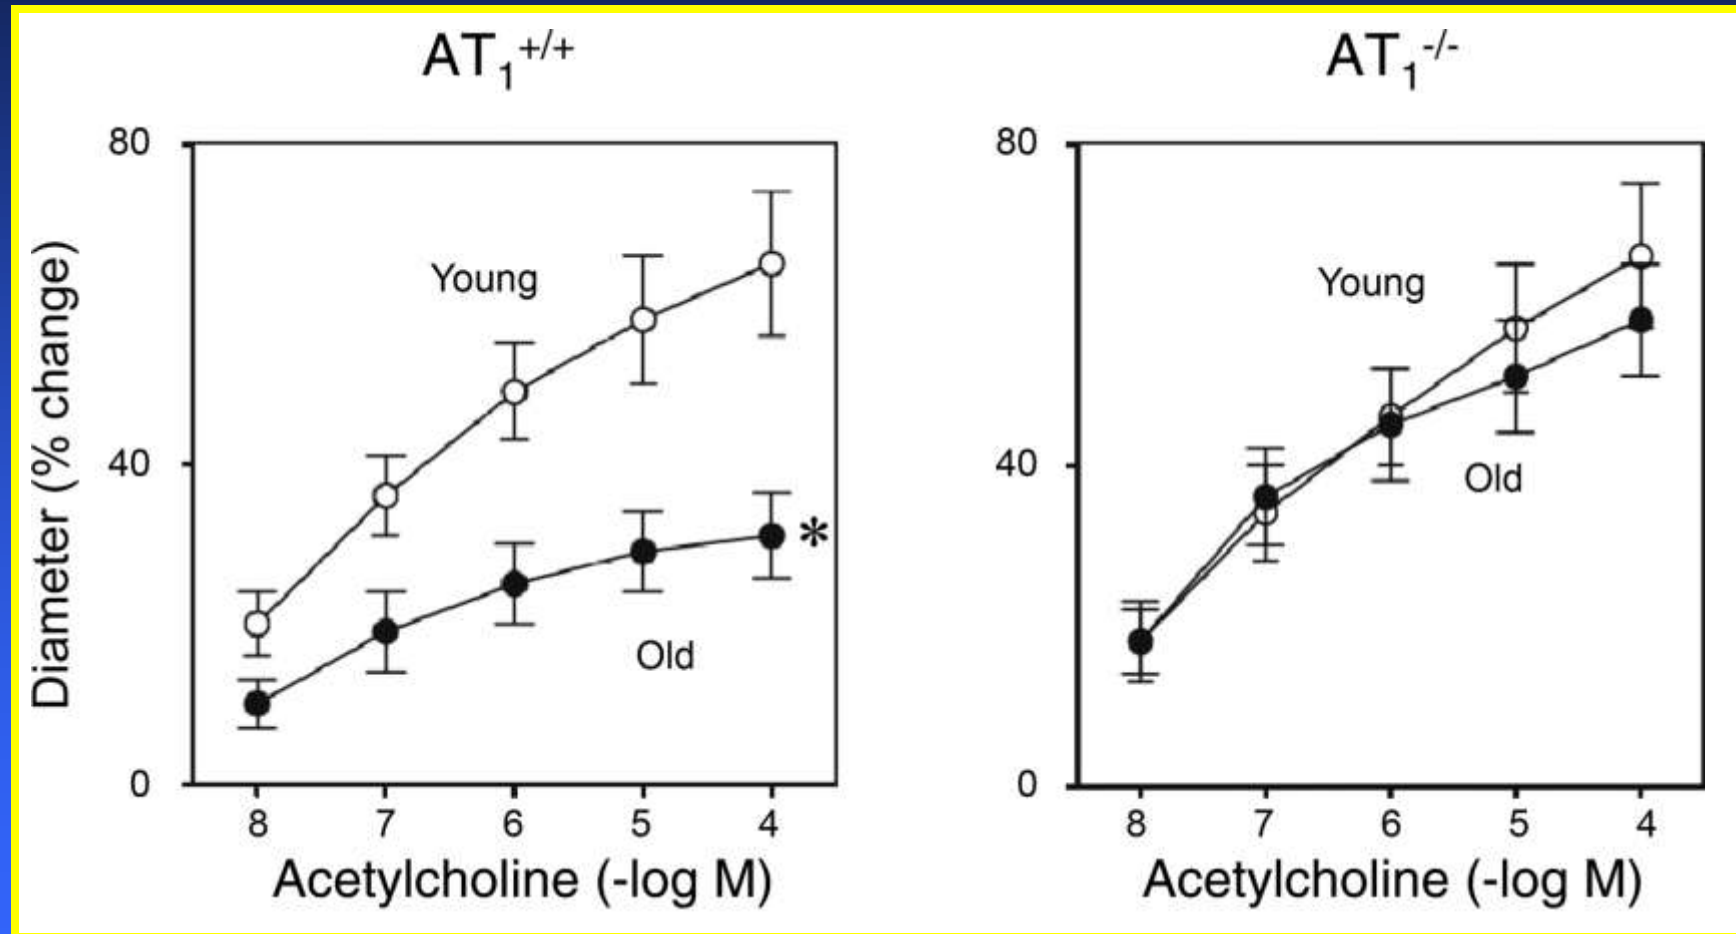 AT₁⁺/⁺
AT₁⁻/⁻
Diameter (% change)
80
40
0
Young
Old
*
8 7 6 5 4
Acetylcholine (-log M)
80
40
0
Young
Old
8 7 6 5 4
Acetylcholine (-log M)